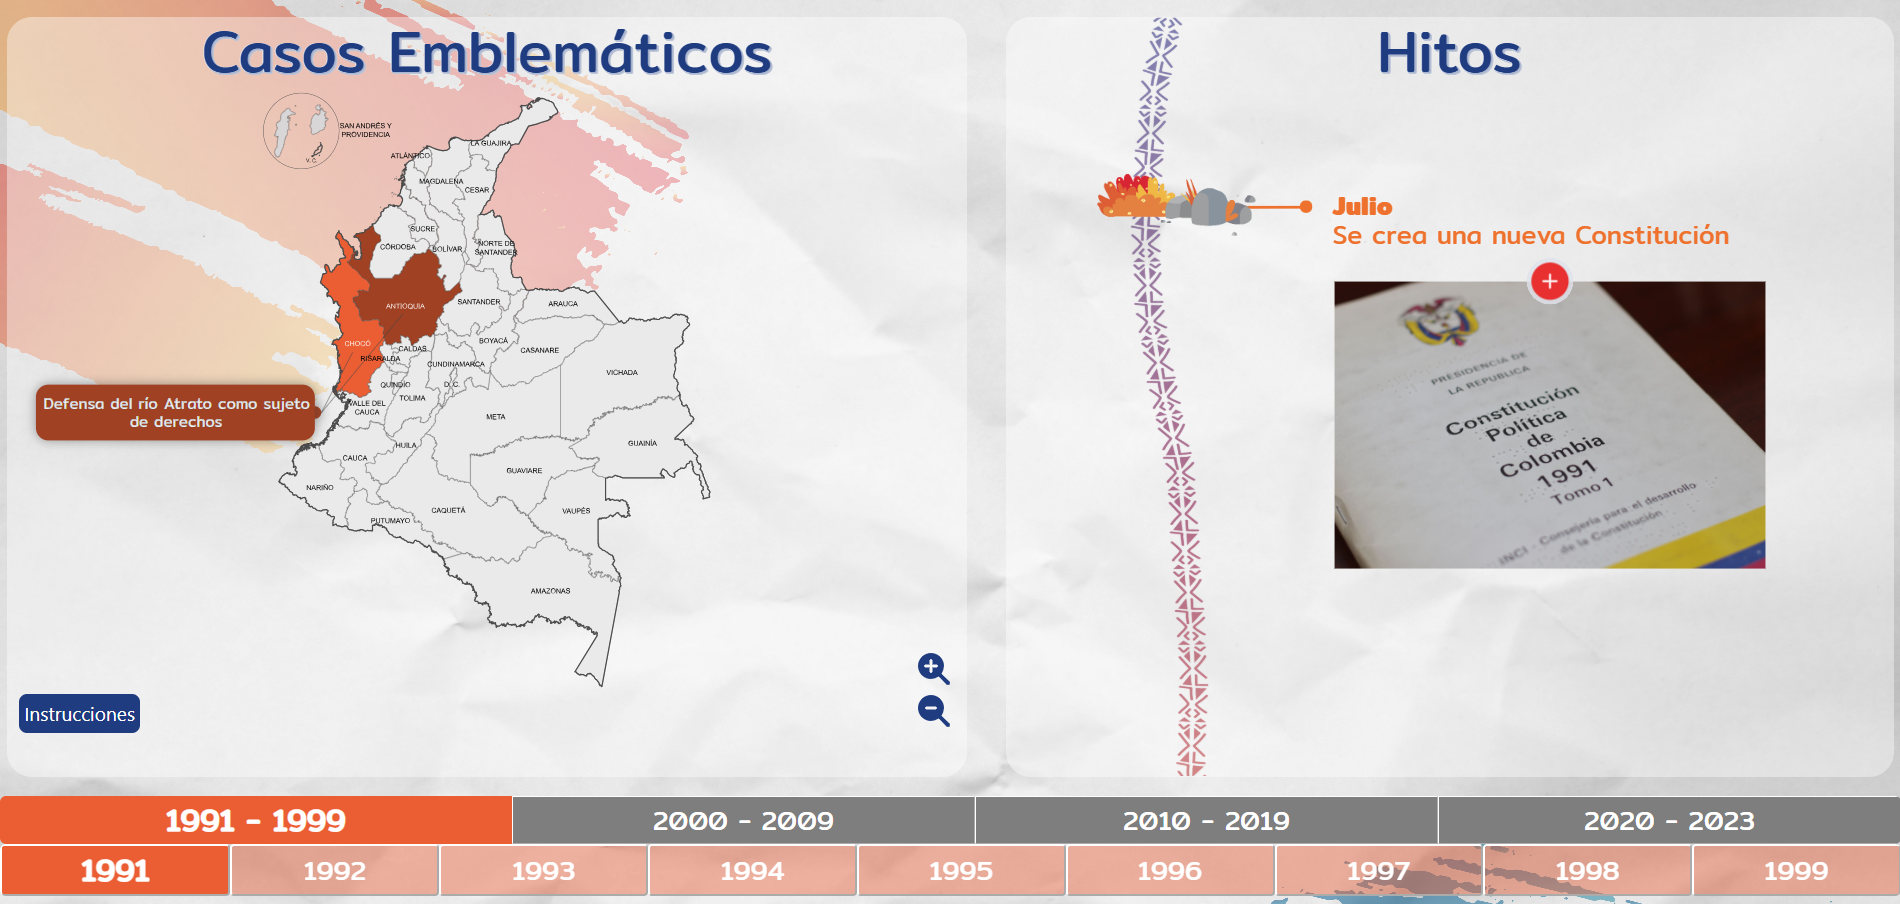 Casos Emblemáticos
SAN ANDRÉS Y
PROVIDENCIA
V. C.
LA GUAJIRA
ATLÁNTICO
MAGDALENA
CESAR
SUCRE
CÓRDOBA
BOLÍVAR
NORTE DE
SANTANDER
ANTIOQUIA
SANTANDER
ARAUCA
CHOCÓ
RISARALDA
CALDAS
BOYACÁ
CASANARE
CUNDINAMARCA
VICHADA
QUINDÍO
D. C.
TOLIMA
VALLE DEL
CAUCA
META
Defensa del río Atrato como sujeto
de derechos
HUILA
GUAINÍA
CAUCA
GUAVIARE
NARIÑO
CAQUETÁ
VAUPÉS
PUTUMAYO
AMAZONAS
Instrucciones
Hitos
Julio
Se crea una nueva Constitución
PRESIDENCIA DE
LA REPUBLICA
Constitución
Política
de
Colombia
1991
Tomo 1
INCI - Consejería para el desarrollo
de la Constitución
1991 - 1999
2000 - 2009
2010 - 2019
2020 - 2023
1991
1992
1993
1994
1995
1996
1997
1998
1999